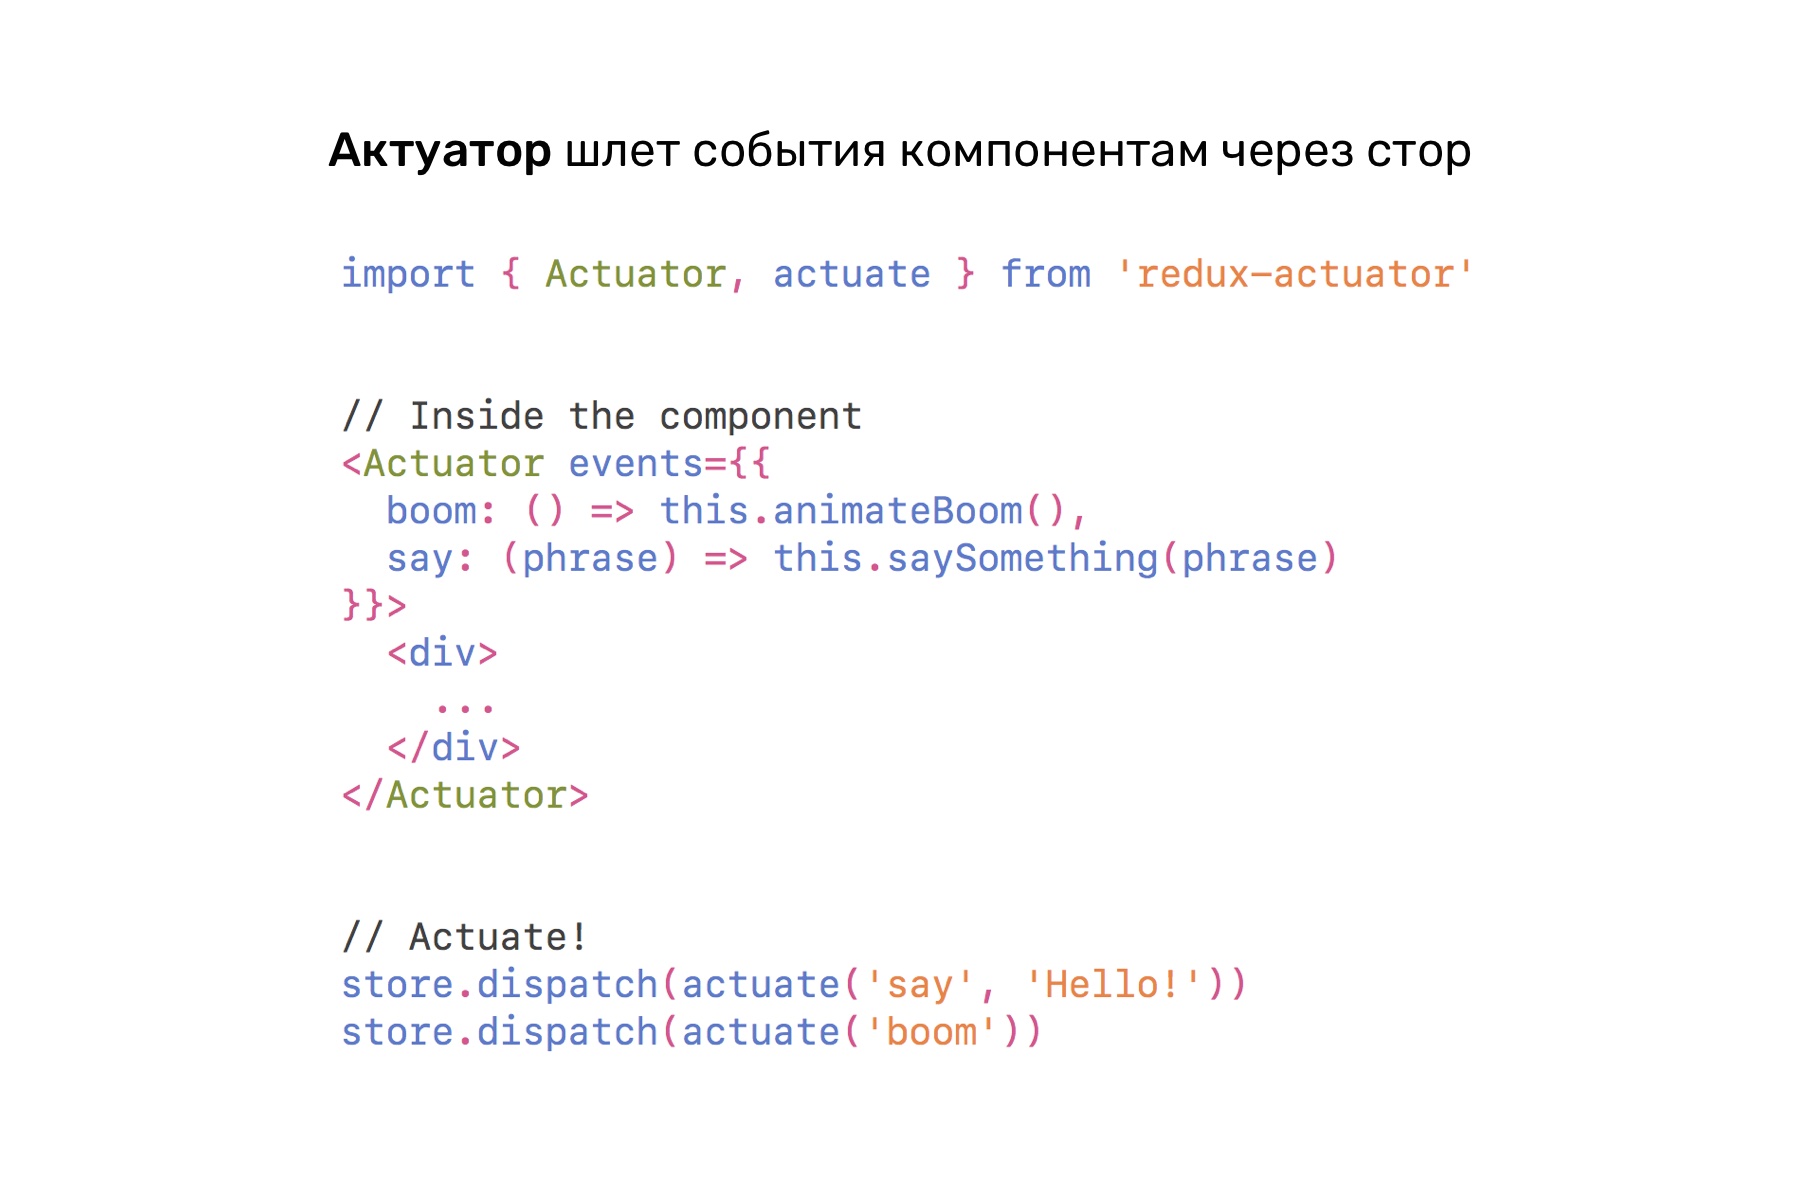 Актуатор шлет события компонентам через стор
import { Actuator, actuate } from 'redux-actuator'
// Inside the component
<Actuator events={{
  boom: () => this.animateBoom(),
  say: (phrase) => this.saySomething(phrase)
}}>
  <div>
    ...
  </div>
</Actuator>
// Actuate!
store.dispatch(actuate('say', 'Hello!'))
store.dispatch(actuate('boom'))